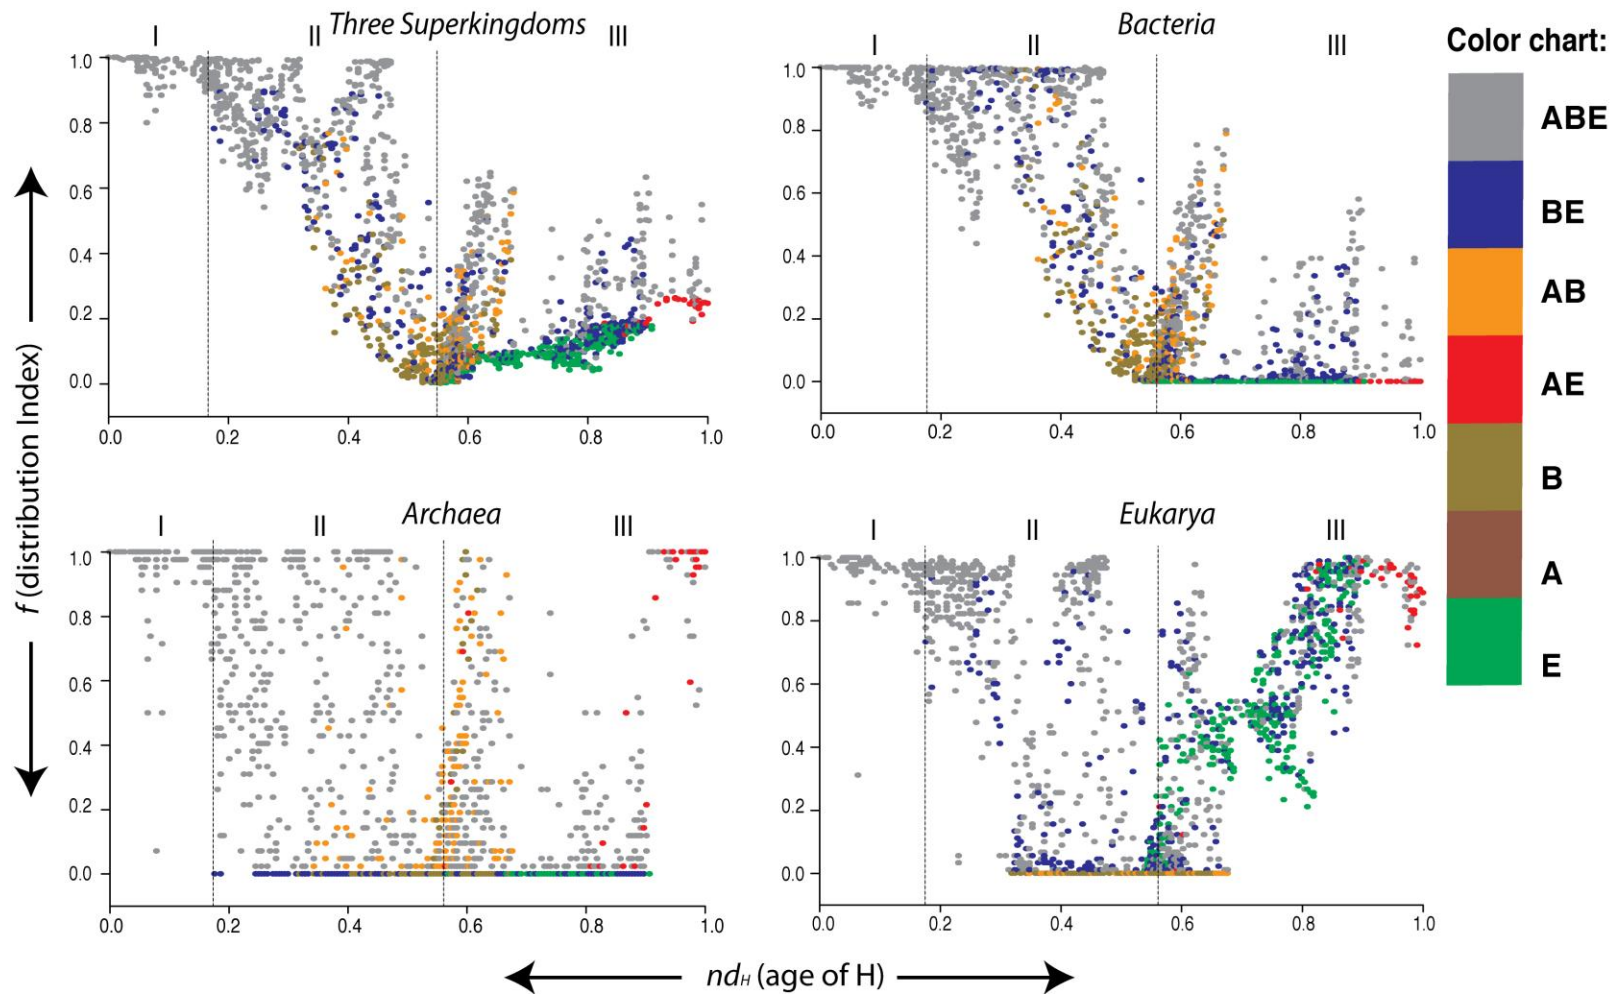 Three Superkingdoms
I II III
1.0
0.8
0.6
0.4
0.2
0.0
0.0 0.2 0.4 0.6 0.8 1.0
Bacteria
I II III
1.0
0.8
0.6
0.4
0.2
0.0
0.0 0.2 0.4 0.6 0.8 1.0
Archaea
I II III
1.0
0.8
0.6
0.4
0.2
0.0
0.0 0.2 0.4 0.6 0.8 1.0
Eukarya
I II III
1.0
0.8
0.6
0.4
0.2
0.0
0.0 0.2 0.4 0.6 0.8 1.0
f (distribution Index)
ndH (age of H)
Color chart:
ABE
BE
AB
AE
B
A
E